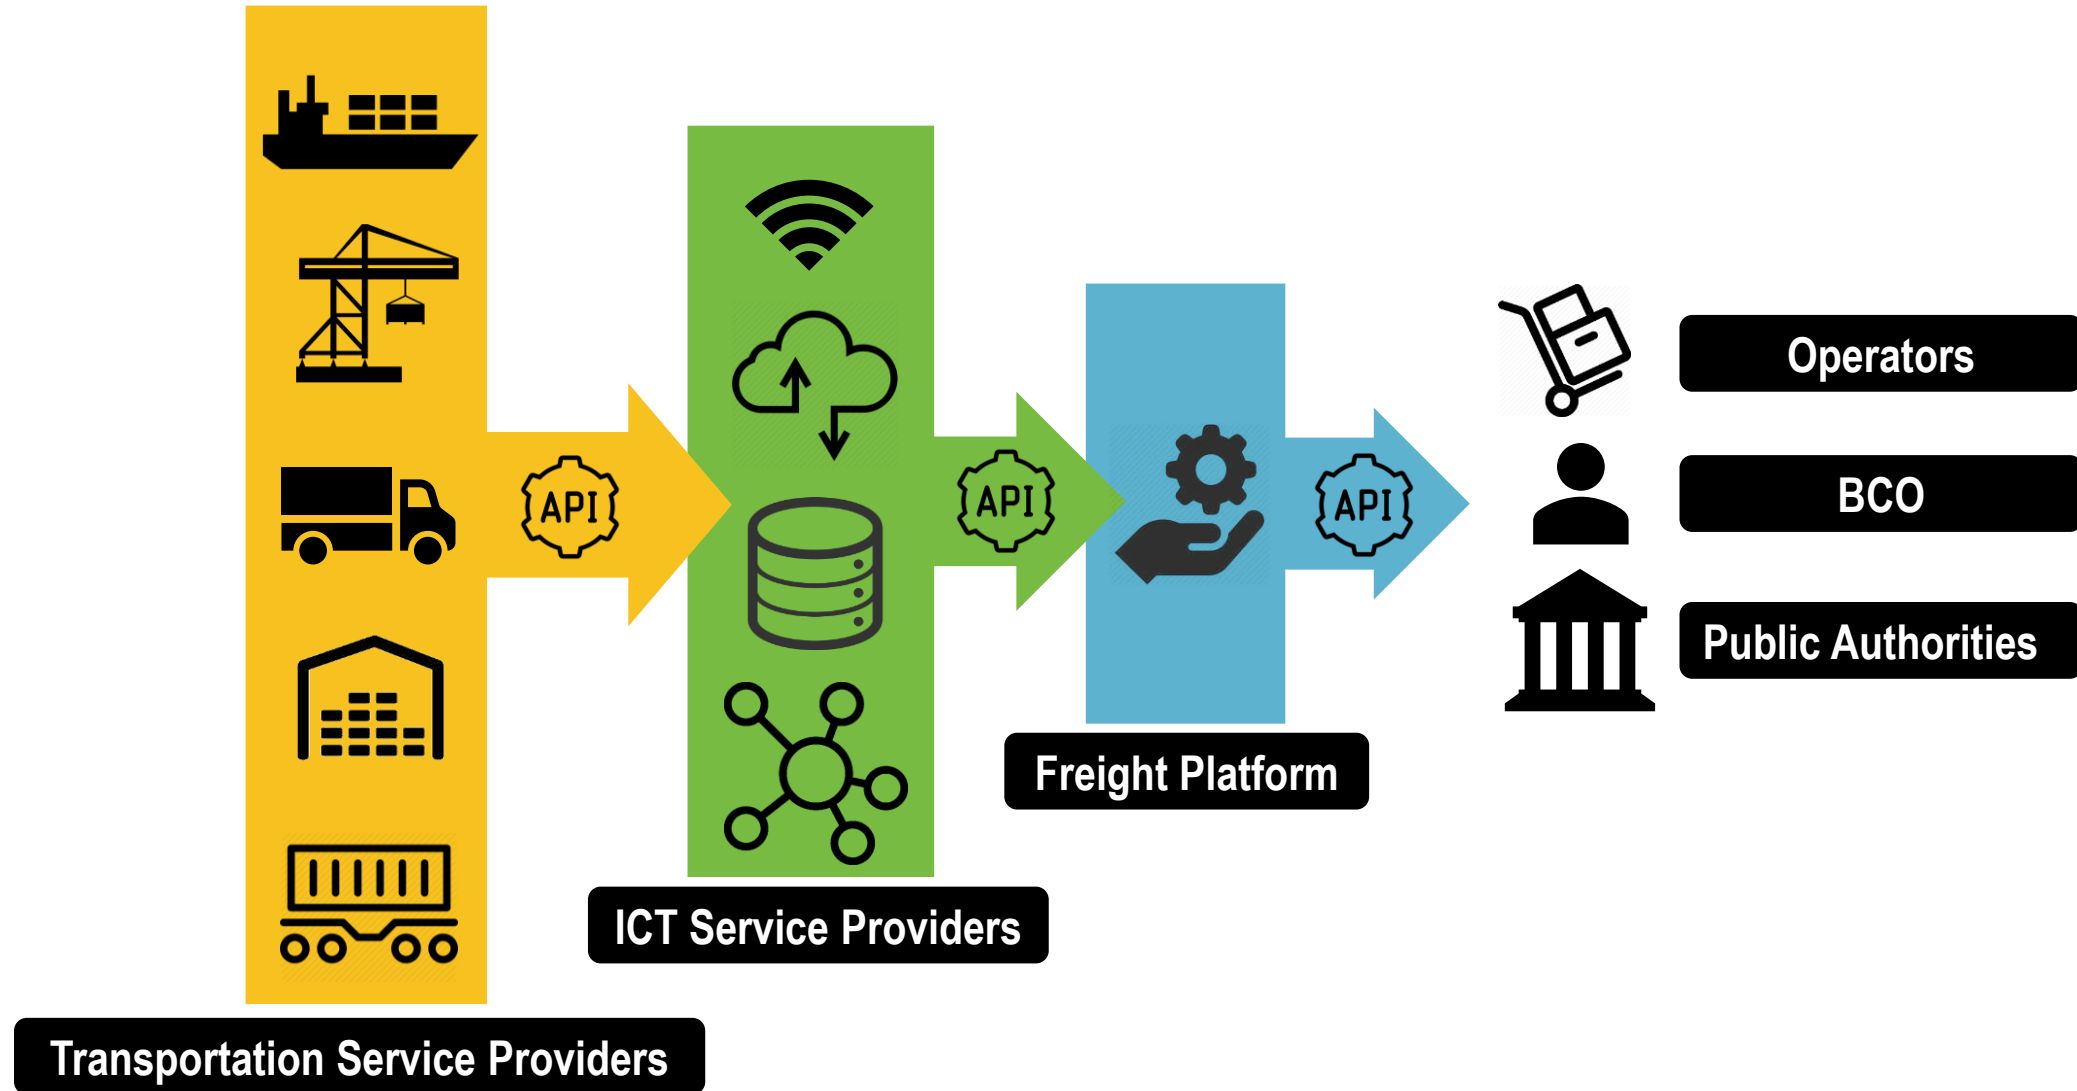 API
API
API
Operators
BCO
Public Authorities
Freight Platform
ICT Service Providers
Transportation Service Providers